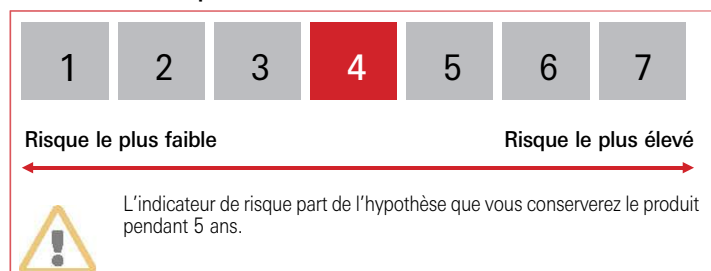 1 2 3 4 5 6 7
Risque le plus faible Risque le plus élevé
L'indicateur de risque part de l'hypothèse que vous conserverez le produit
pendant 5 ans.